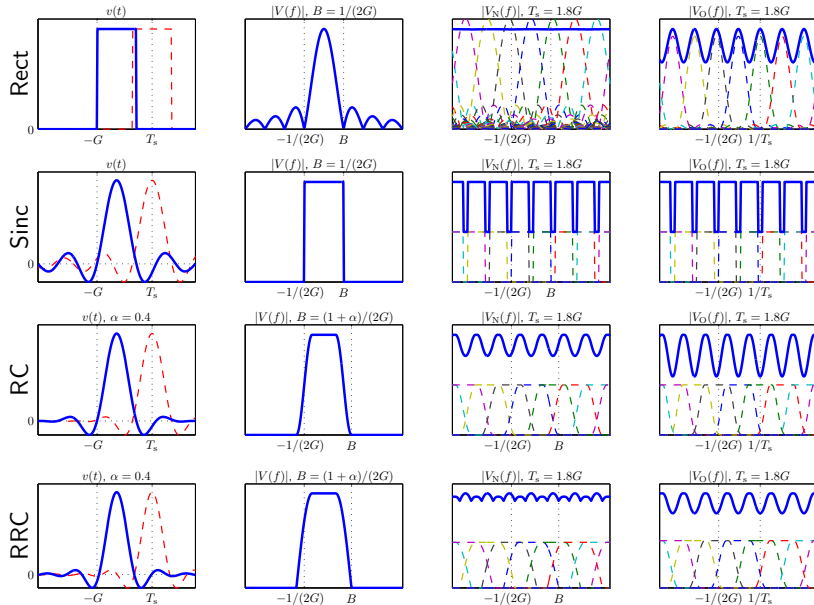 v(t)
|V(f)|, B = 1/(2G)
|V_N(f)|, T_s = 1.8G
|V_O(f)|, T_s = 1.8G
Rect
0
−G T_s
−1/(2G) B
−1/(2G) B
−1/(2G) 1/T_s
v(t)
|V(f)|, B = 1/(2G)
|V_N(f)|, T_s = 1.8G
|V_O(f)|, T_s = 1.8G
Sinc
0
−G T_s
−1/(2G) B
−1/(2G) B
−1/(2G) 1/T_s
v(t), α = 0.4
|V(f)|, B = (1 + α)/(2G)
|V_N(f)|, T_s = 1.8G
|V_O(f)|, T_s = 1.8G
RC
0
−G T_s
−1/(2G) B
−1/(2G) B
−1/(2G) 1/T_s
v(t), α = 0.4
|V(f)|, B = (1 + α)/(2G)
|V_N(f)|, T_s = 1.8G
|V_O(f)|, T_s = 1.8G
RRC
0
−G T_s
−1/(2G) B
−1/(2G) B
−1/(2G) 1/T_s